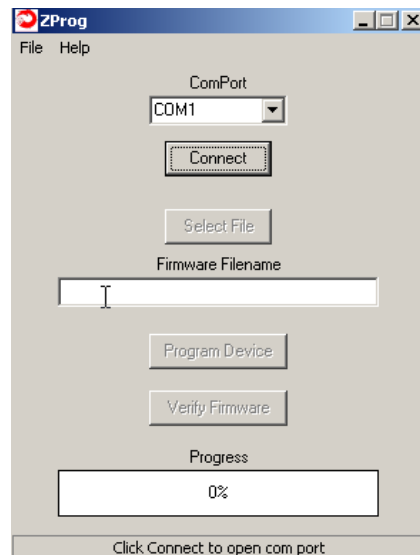 ZProg
File Help
ComPort
COM1
Connect
Select File
Firmware Filename
Program Device
Verify Firmware
Progress
0%
Click Connect to open com port